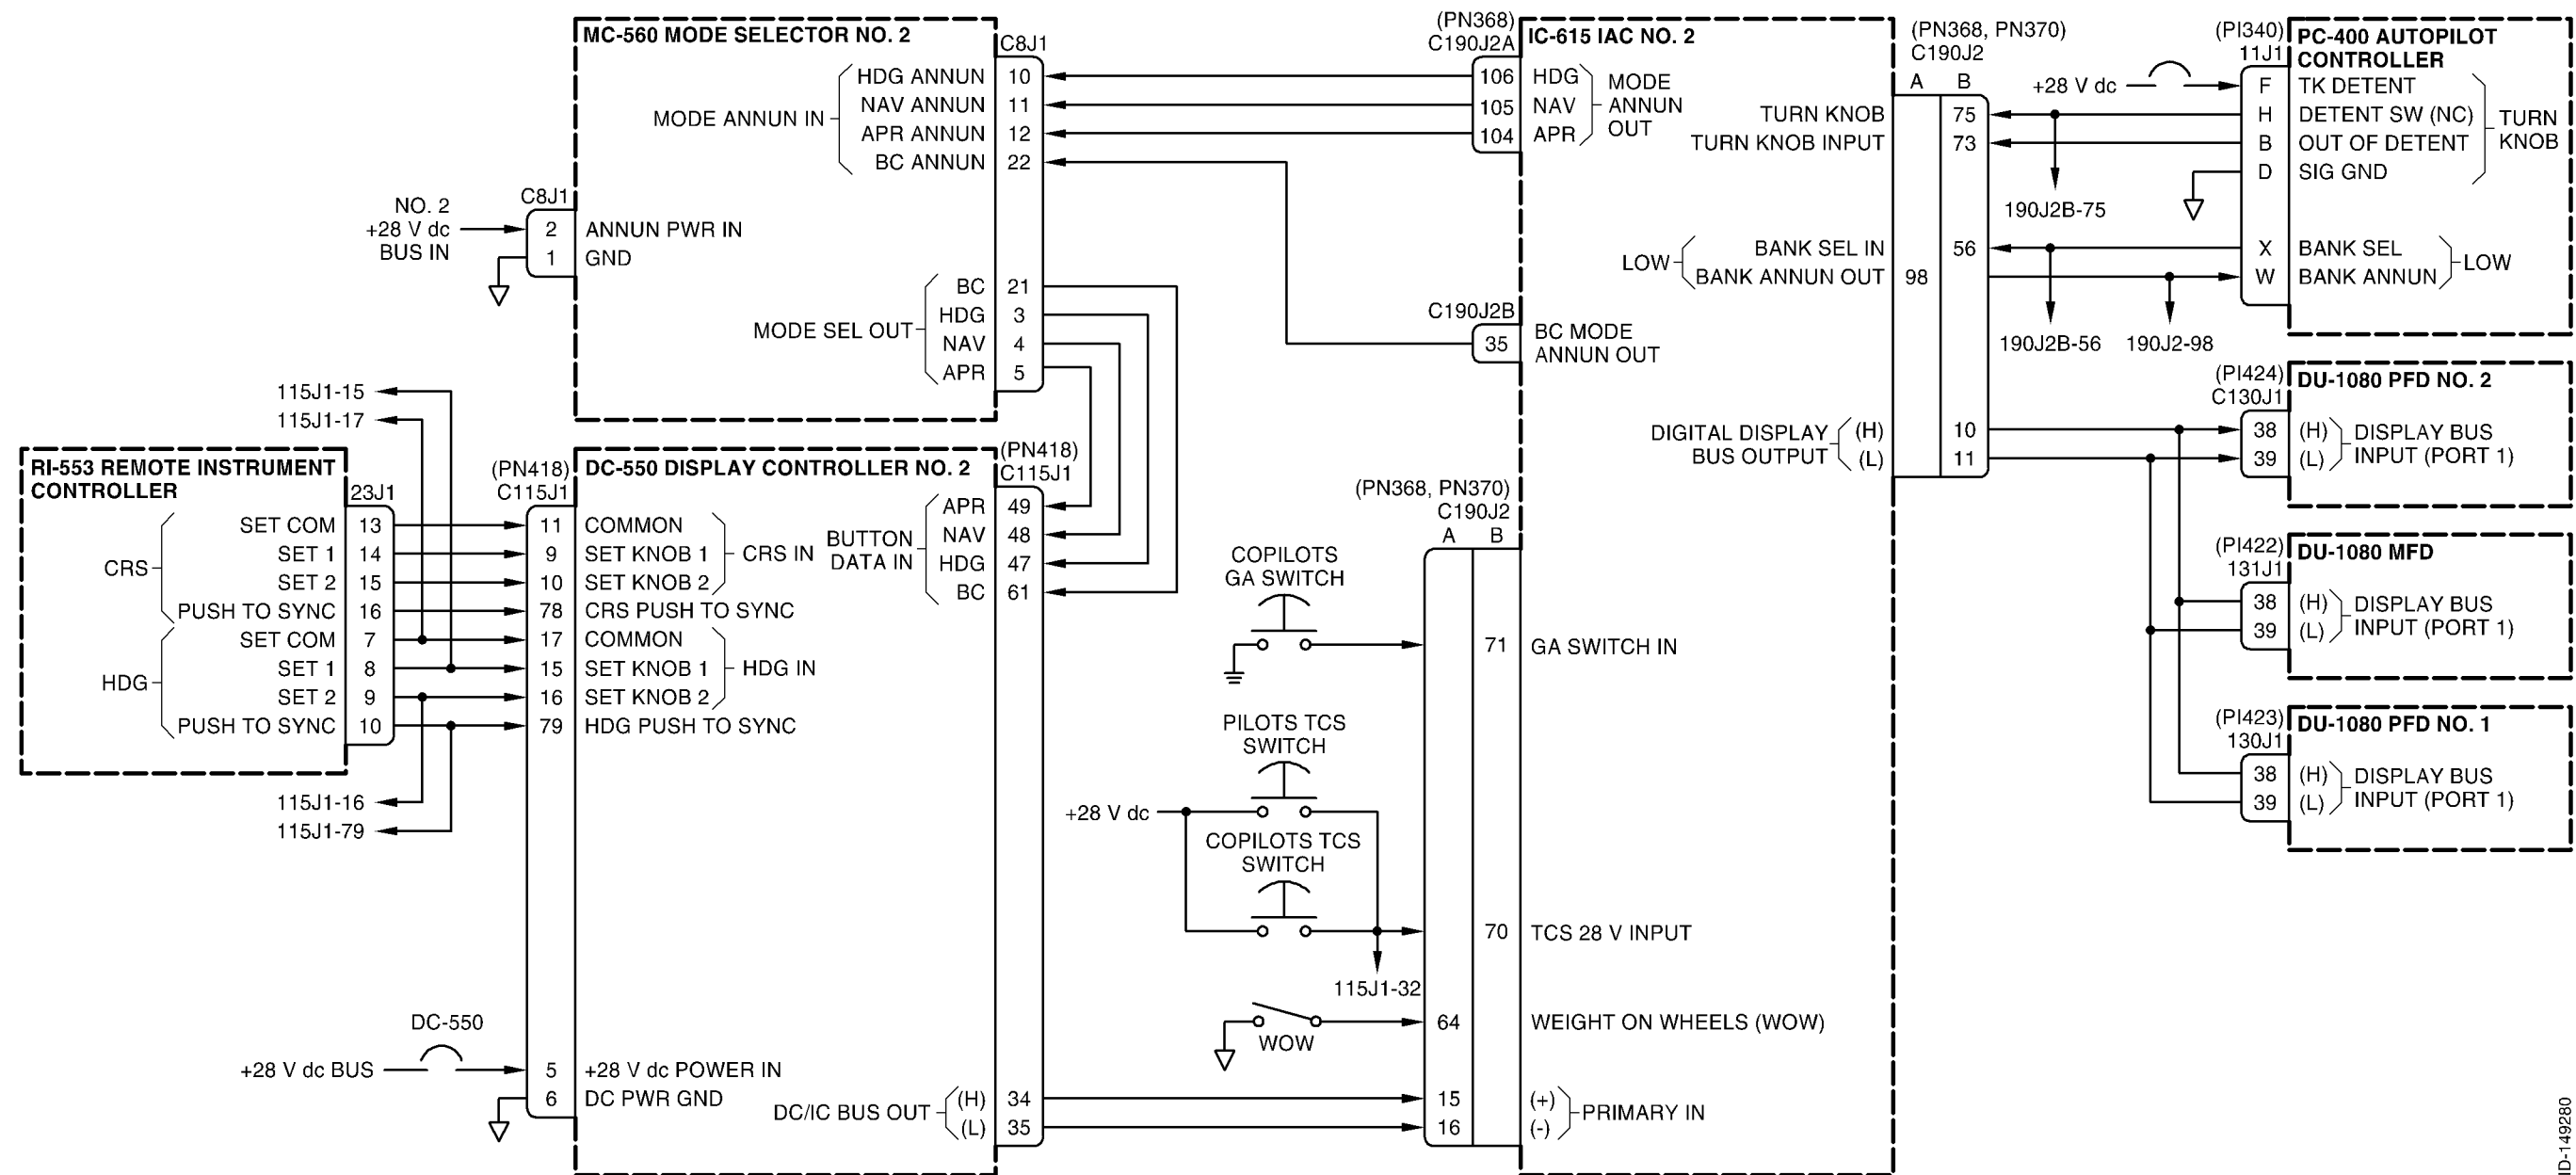 MC-560 MODE SELECTOR NO. 2
C8J1
HDG ANNUN 10
NAV ANNUN 11
APR ANNUN 12
BC ANNUN 22
MODE ANNUN IN
NO. 2
+28 V dc
BUS IN
C8J1
2 ANNUN PWR IN
1 GND
MODE SEL OUT
BC 21
HDG 3
NAV 4
APR 5
115J1-15
115J1-17
RI-553 REMOTE INSTRUMENT
CONTROLLER
23J1
CRS
SET COM 13
SET 1 14
SET 2 15
PUSH TO SYNC 16
HDG
SET COM 7
SET 1 8
SET 2 9
PUSH TO SYNC 10
115J1-16
115J1-79
(PN418)
C115J1
DC-550 DISPLAY CONTROLLER NO. 2
11 COMMON
9 SET KNOB 1
10 SET KNOB 2
CRS IN
78 CRS PUSH TO SYNC
17 COMMON
15 SET KNOB 1
16 SET KNOB 2
HDG IN
79 HDG PUSH TO SYNC
(PN418)
C115J1
BUTTON
DATA IN
APR 49
NAV 48
HDG 47
BC 61
DC-550
+28 V dc BUS
5 +28 V dc POWER IN
6 DC PWR GND
DC/IC BUS OUT
(H) 34
(L) 35
(PN368)
C190J2A
IC-615 IAC NO. 2
106 HDG
105 NAV
104 APR
MODE
ANNUN
OUT
C190J2B
35 BC MODE
ANNUN OUT
(PN368, PN370)
C190J2
A B
COPILOTS
GA SWITCH
71 GA SWITCH IN
PILOTS TCS
SWITCH
+28 V dc
COPILOTS TCS
SWITCH
70 TCS 28 V INPUT
115J1-32
WOW
64 WEIGHT ON WHEELS (WOW)
15 (+)
16 (-)
PRIMARY IN
(PN368, PN370)
C190J2
A B
TURN KNOB 75
TURN KNOB INPUT 73
190J2B-75
LOW
BANK SEL IN 56
BANK ANNUN OUT 98
190J2B-56
190J2-98
DIGITAL DISPLAY
BUS OUTPUT
(H) 10
(L) 11
(PI340)
11J1
PC-400 AUTOPILOT
CONTROLLER
+28 V dc
F TK DETENT
H DETENT SW (NC)
B OUT OF DETENT
D SIG GND
TURN
KNOB
X BANK SEL
W BANK ANNUN
LOW
(PI424)
C130J1
DU-1080 PFD NO. 2
38 (H)
39 (L)
DISPLAY BUS
INPUT (PORT 1)
(PI422)
131J1
DU-1080 MFD
38 (H)
39 (L)
DISPLAY BUS
INPUT (PORT 1)
(PI423)
130J1
DU-1080 PFD NO. 1
38 (H)
39 (L)
DISPLAY BUS
INPUT (PORT 1)
ID-149280